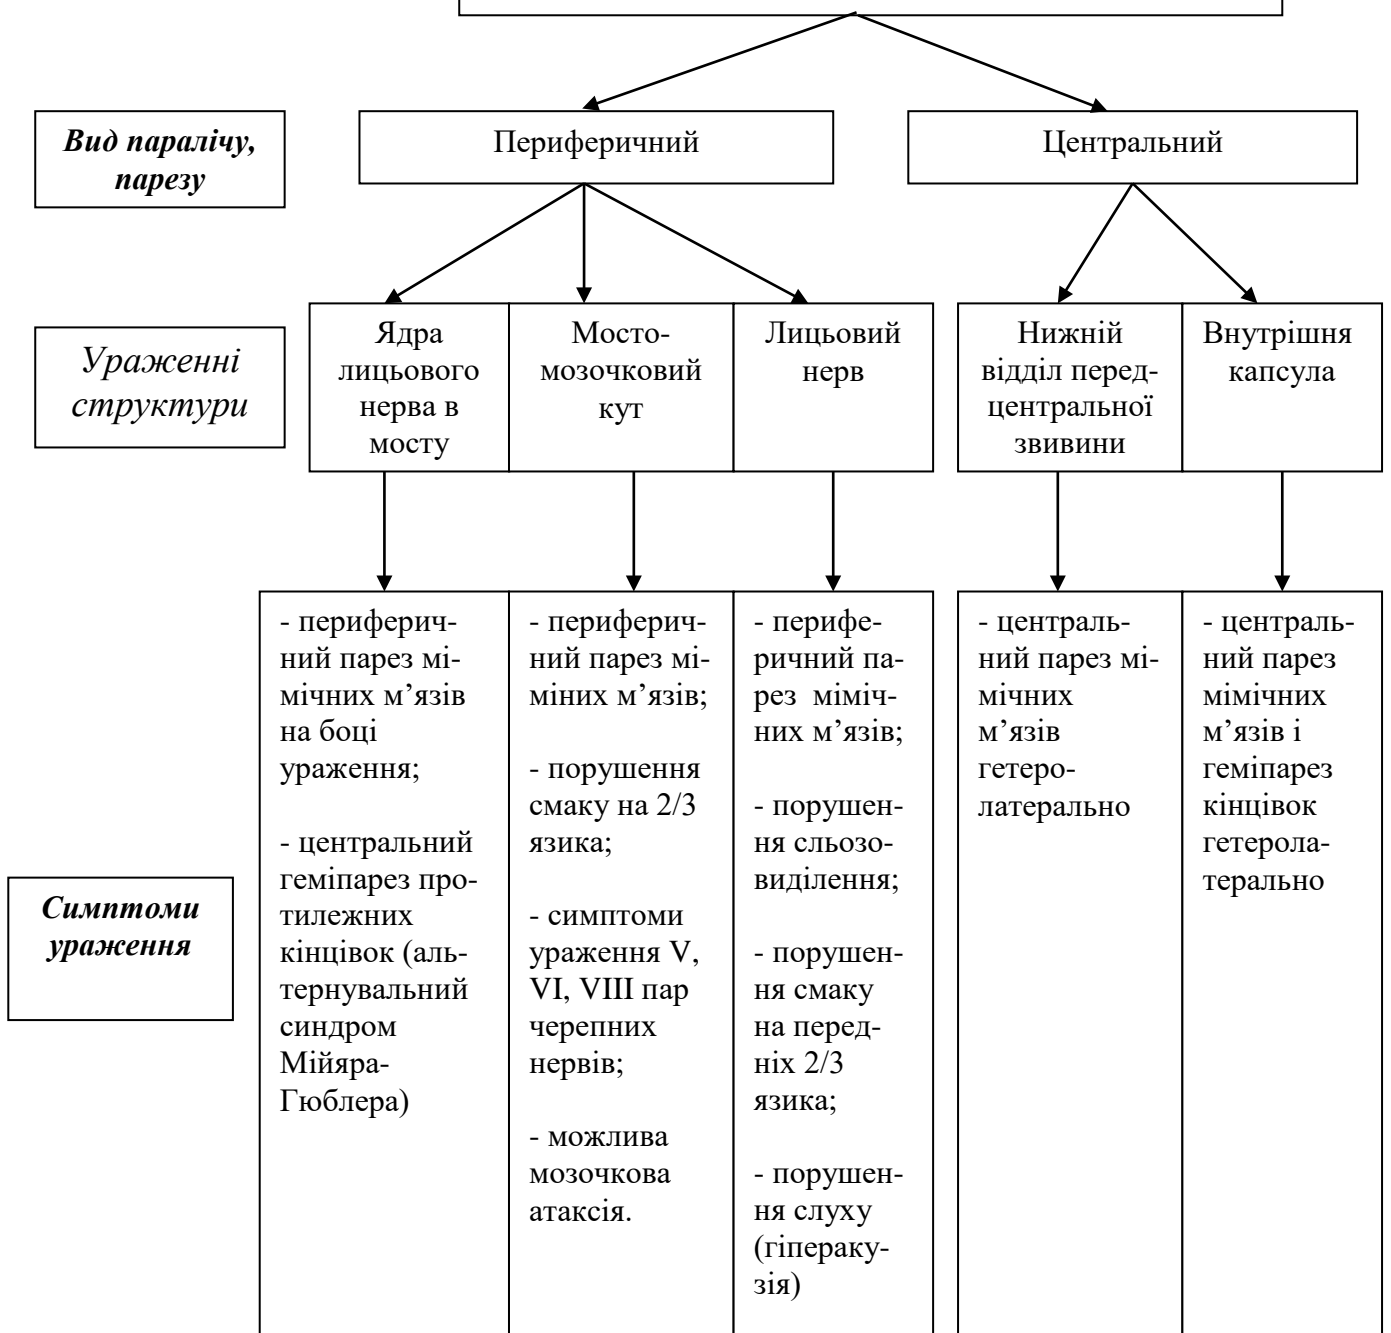 Вид паралічу,
парезу
Периферичний
Центральний
Ураженні
структури
Ядра
лицьового
нерва в
мосту
Мосто-
мозочковий
кут
Лицьовий
нерв
Нижній
відділ перед-
центральної
звивини
Внутрішня
капсула
Симптоми
ураження
- периферич-
ний парез мі-
мічних м’язів
на боці
ураження;
- центральний
геміпарез про-
тилежних
кінцівок (аль-
тернувальний
синдром
Мійяра-
Гюблера)
- периферич-
ний парез мі-
міних м’язів;
- порушення
смаку на 2/3
язика;
- симптоми
ураження V,
VI, VIII пар
черепних
нервів;
- можлива
мозочкова
атаксія.
- перифе-
ричний па-
рез міміч-
них м’язів;
- порушен-
ня сльозо-
виділення;
- порушен-
ня смаку
на перед-
ніх 2/3
язика;
- порушен-
ня слуху
(гіпераку-
зія)
- централь-
ний парез мі-
мічних
м’язів
гетеро-
латерально
- централь-
ний парез
мімічних
м’язів і
геміпарез
кінцівок
гетерола-
терально